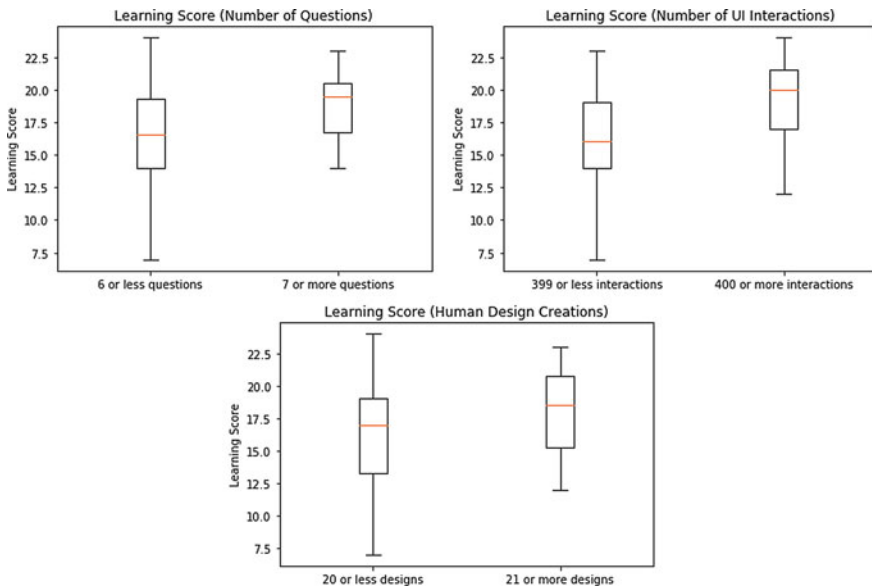 Learning Score (Number of Questions)
Learning Score
22.5
20.0
17.5
15.0
12.5
10.0
7.5
6 or less questions
7 or more questions
Learning Score (Number of UI Interactions)
Learning Score
22.5
20.0
17.5
15.0
12.5
10.0
7.5
399 or less interactions
400 or more interactions
Learning Score (Human Design Creations)
Learning Score
22.5
20.0
17.5
15.0
12.5
10.0
7.5
20 or less designs
21 or more designs